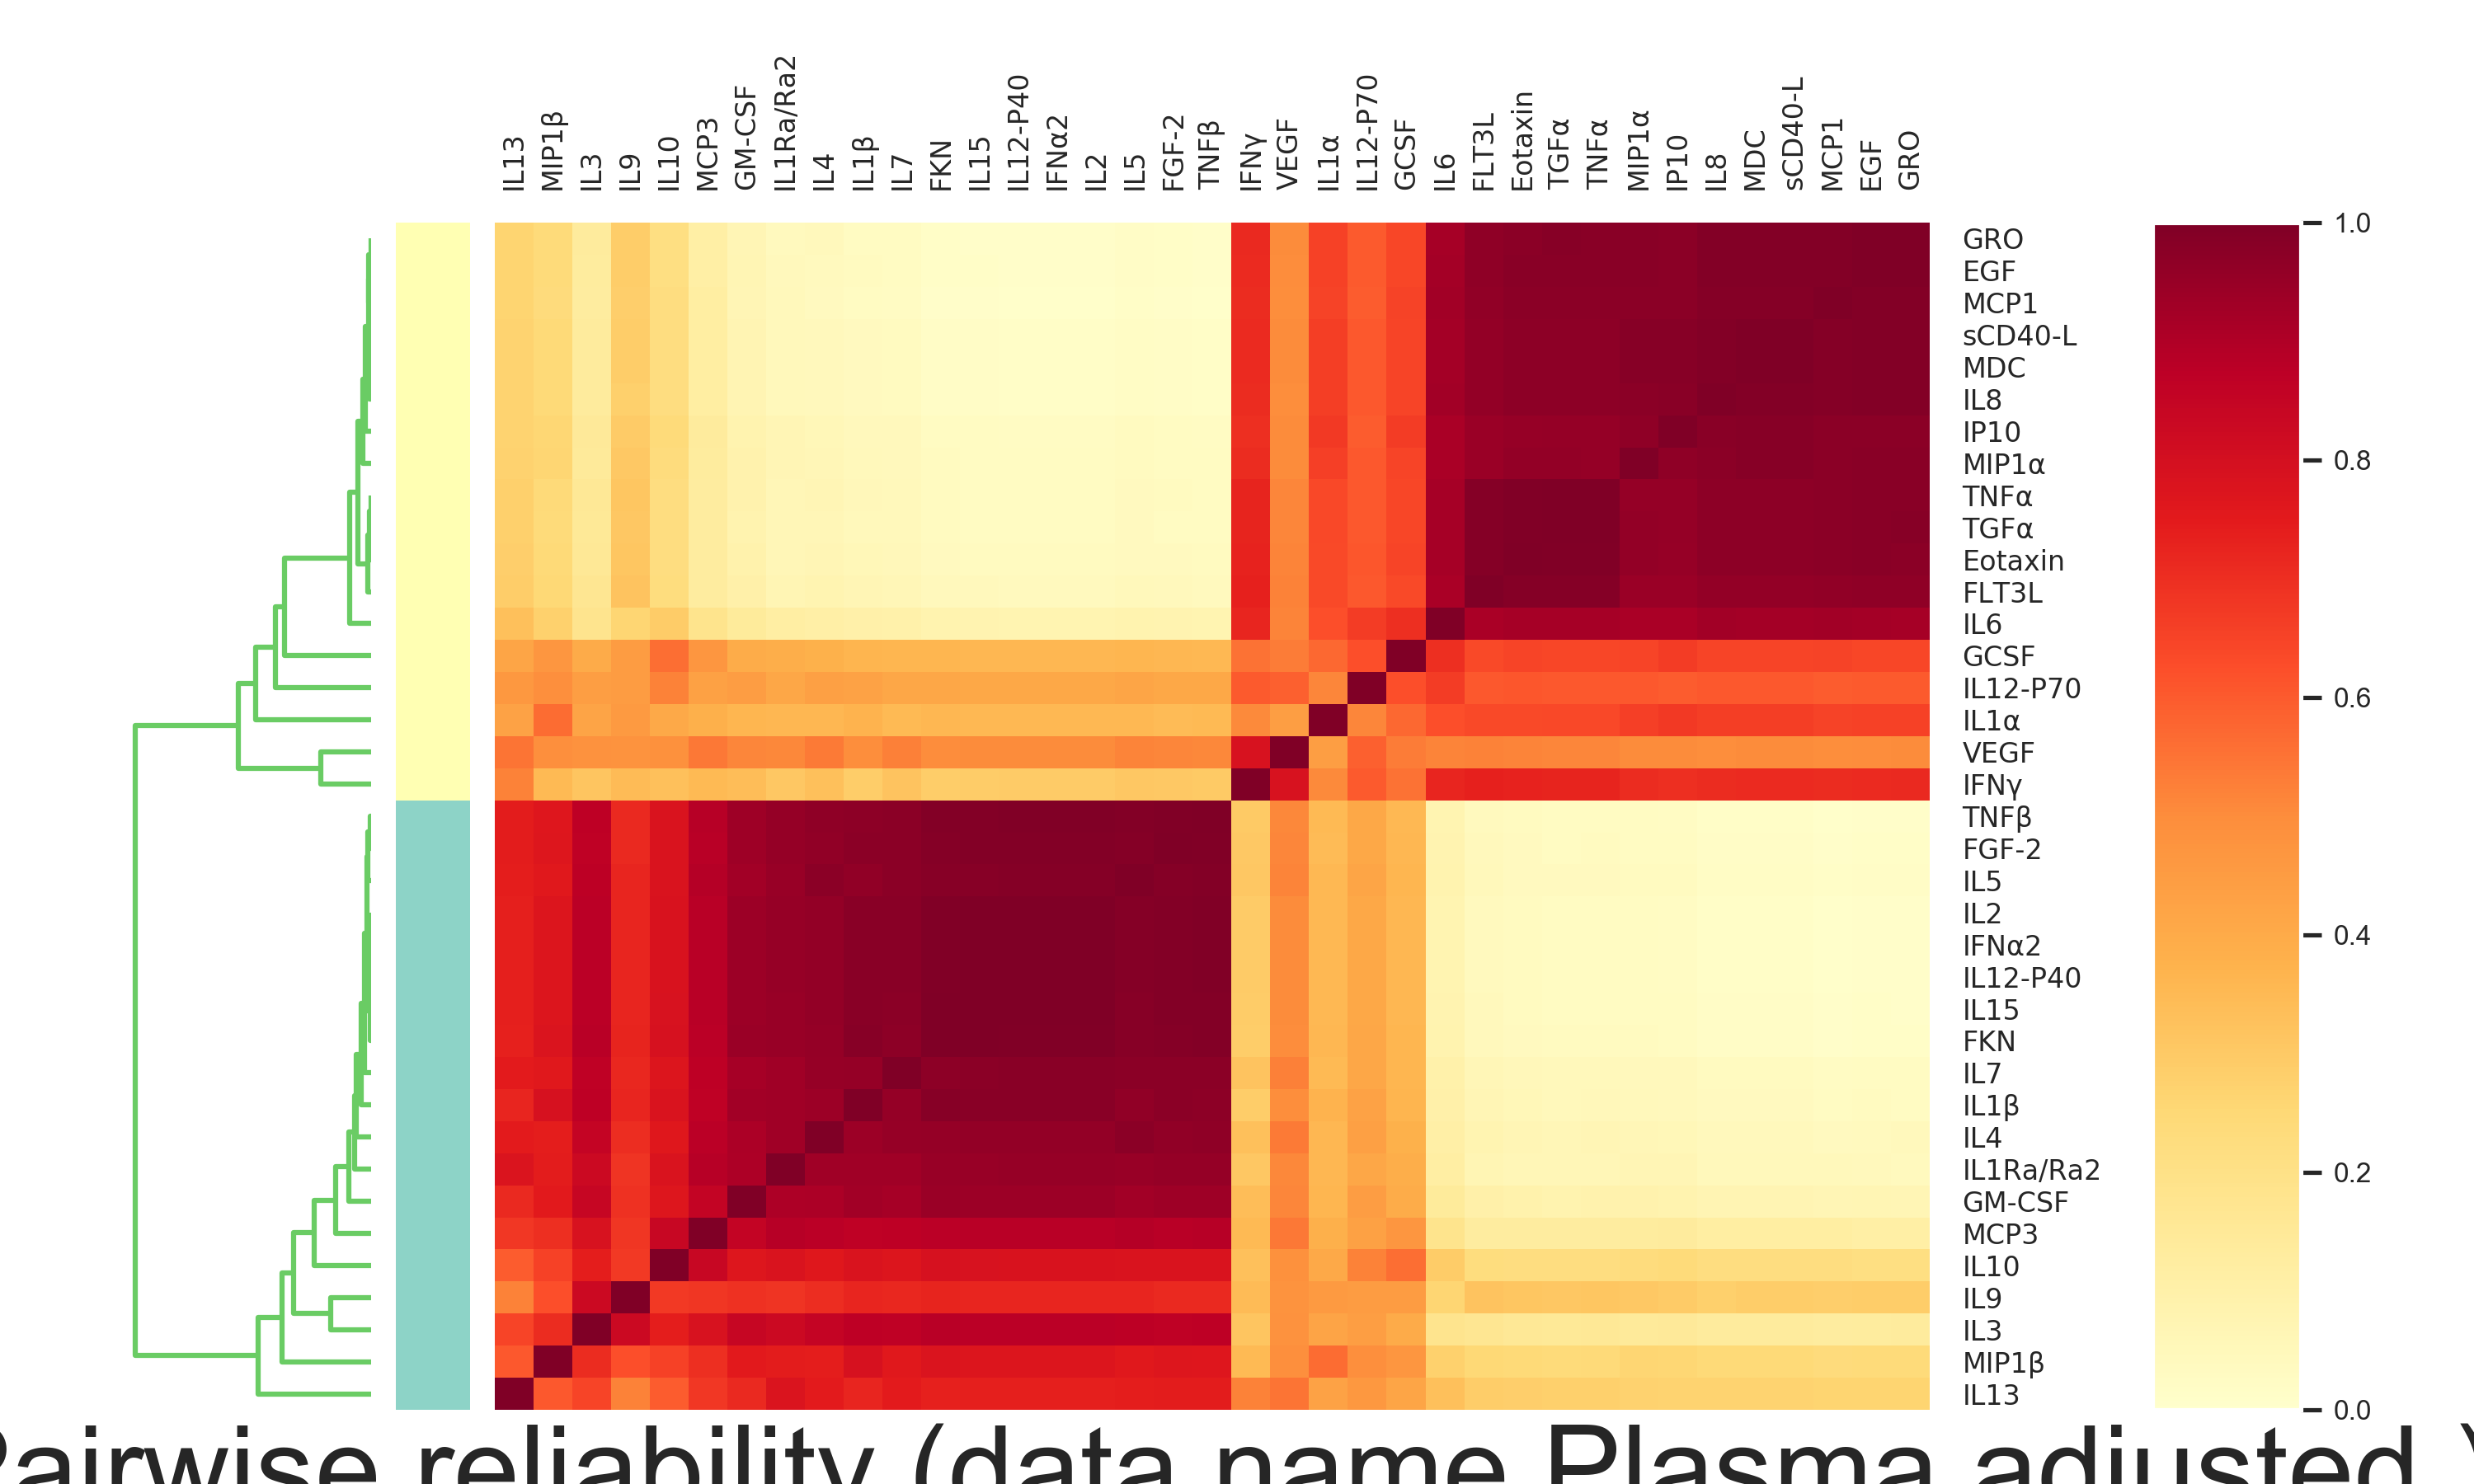 IL13
MIP1β
IL3
IL9
IL10
MCP3
GM-CSF
IL1Ra/Ra2
IL4
IL1β
IL7
FKN
IL15
IL12-P40
IFNα2
IL2
IL5
FGF-2
TNFβ
IFNγ
VEGF
IL1α
IL12-P70
GCSF
IL6
FLT3L
Eotaxin
TGFα
TNFα
MIP1α
IP10
IL8
MDC
sCD40-L
MCP1
EGF
GRO
GRO
EGF
MCP1
sCD40-L
MDC
IL8
IP10
MIP1α
TNFα
TGFα
Eotaxin
FLT3L
IL6
GCSF
IL12-P70
IL1α
VEGF
IFNγ
TNFβ
FGF-2
IL5
IL2
IFNα2
IL12-P40
IL15
FKN
IL7
IL1β
IL4
IL1Ra/Ra2
GM-CSF
MCP3
IL10
IL9
IL3
MIP1β
IL13
1.0
0.8
0.6
0.4
0.2
0.0
Pairwise reliability (data name Plasma adjusted )